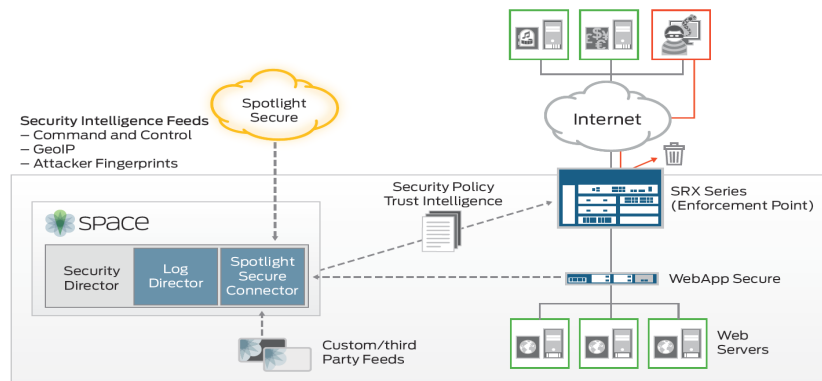 Spotlight
Secure
Security Intelligence Feeds
– Command and Control
– GeoIP
– Attacker Fingerprints
Internet
Security Policy
Trust Intelligence
SRX Series
(Enforcement Point)
SPACE
Security
Director
Log
Director
Spotlight
Secure
Connector
WebApp Secure
Custom/third
Party Feeds
Web
Servers